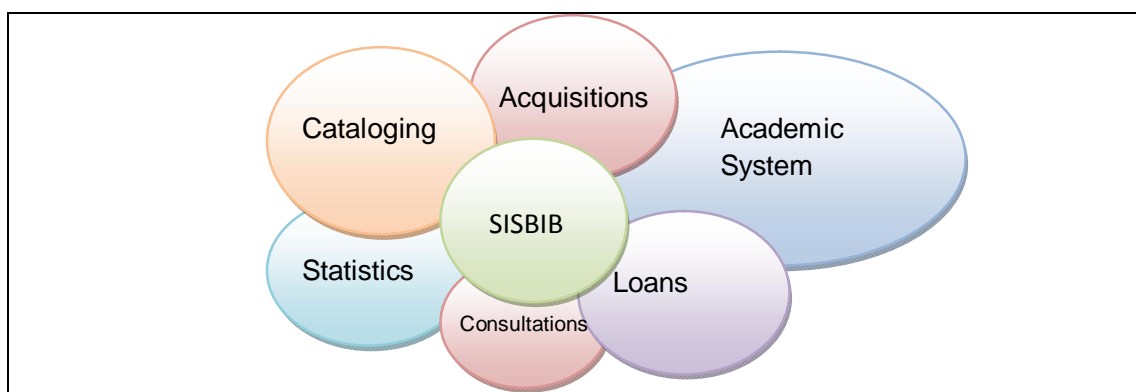 Acquisitions
Cataloging
Academic
System
SISBIB
Statistics
Loans
Consultations